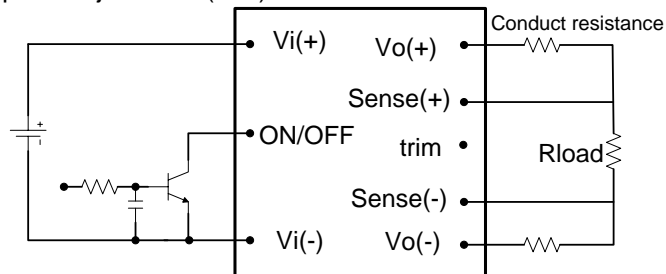 Conduct resistance
Vi(+)
Vo(+)
Sense(+)
ON/OFF
trim
Rload
Sense(-)
Vi(-)
Vo(-)
+